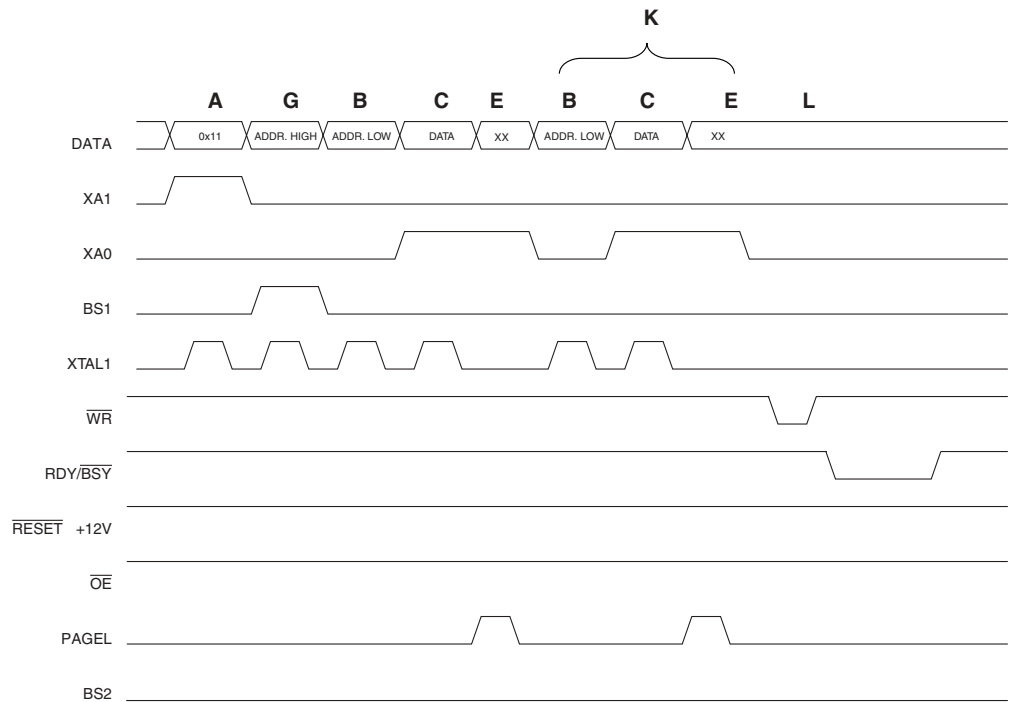 K
A G B C E B C E L
DATA 0x11 ADDR. HIGH ADDR. LOW DATA XX ADDR. LOW DATA XX
XA1
XA0
BS1
XTAL1
WR
RDY/BSY
RESET +12V
OE
PAGEL
BS2